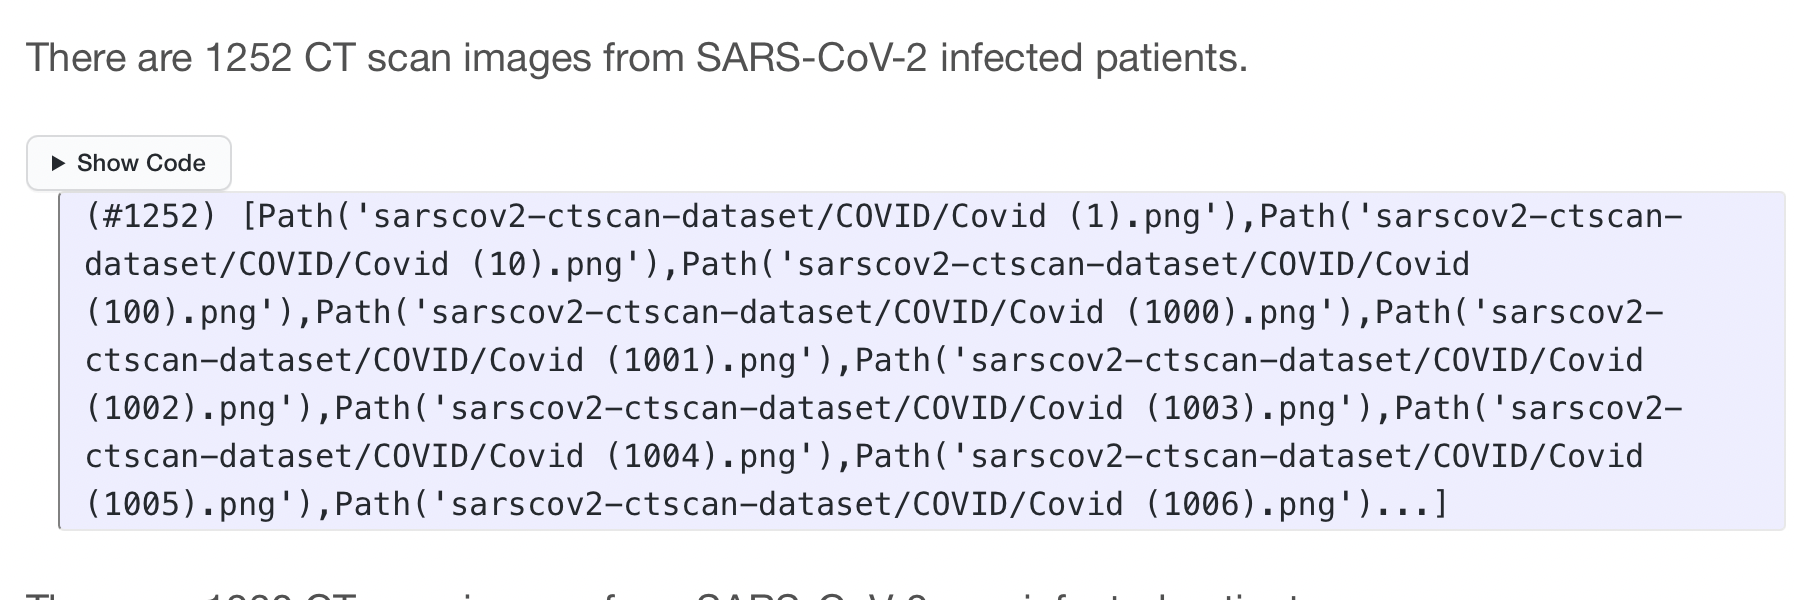 There are 1252 CT scan images from SARS-CoV-2 infected patients.
Show Code
(#1252) [Path('sarscov2-ctscan-dataset/COVID/Covid (1).png'),Path('sarscov2-ctscan-
dataset/COVID/Covid (10).png'),Path('sarscov2-ctscan-dataset/COVID/Covid
(100).png'),Path('sarscov2-ctscan-dataset/COVID/Covid (1000).png'),Path('sarscov2-
ctscan-dataset/COVID/Covid (1001).png'),Path('sarscov2-ctscan-dataset/COVID/Covid
(1002).png'),Path('sarscov2-ctscan-dataset/COVID/Covid (1003).png'),Path('sarscov2-
ctscan-dataset/COVID/Covid (1004).png'),Path('sarscov2-ctscan-dataset/COVID/Covid
(1005).png'),Path('sarscov2-ctscan-dataset/COVID/Covid (1006).png')...]